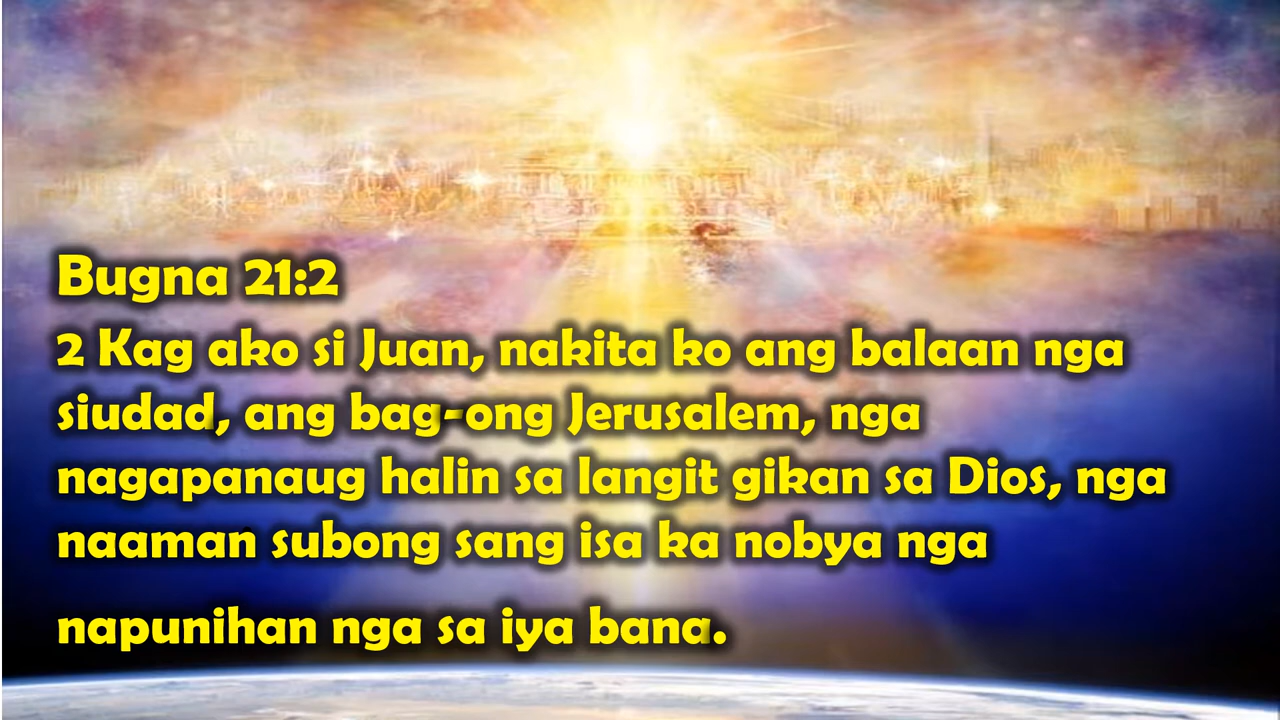 Bugna 21:2
2 Kag ako si Juan, nakita ko ang balaan nga
siudad, ang bag-ong Jerusalem, nga
nagapanaug halin sa langit gikan sa Dios, nga
naaman subong sang isa ka nobya nga
napunihan nga sa iya bana.